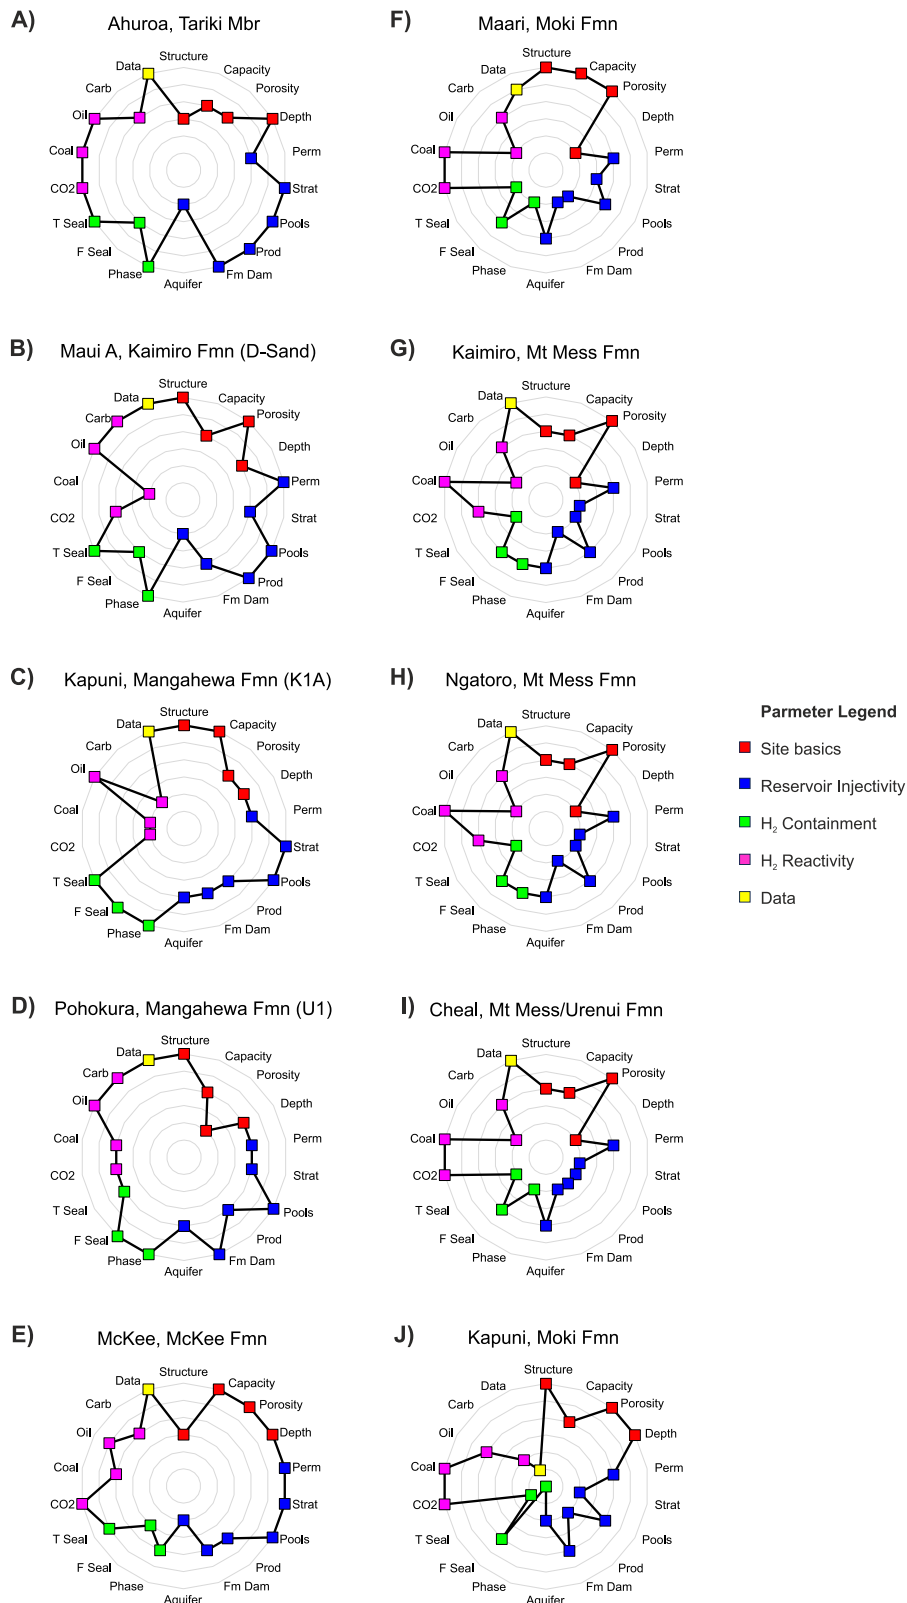 A)
Ahuroa, Tariki Mbr
Structure
Capacity
Porosity
Depth
Perm
Strat
Pools
Prod
Fm Dam
Aquifer
Phase
F Seal
T Seal
CO2
Coal
Oil
Carb
Data
B)
Maui A, Kaimiro Fmn (D-Sand)
Structure
Capacity
Porosity
Depth
Perm
Strat
Pools
Prod
Fm Dam
Aquifer
Phase
F Seal
T Seal
CO2
Coal
Oil
Carb
Data
C)
Kapuni, Mangahewa Fmn (K1A)
Structure
Capacity
Porosity
Depth
Perm
Strat
Pools
Prod
Fm Dam
Aquifer
Phase
F Seal
T Seal
CO2
Coal
Oil
Carb
Data
D)
Pohokura, Mangahewa Fmn (U1)
Structure
Capacity
Porosity
Depth
Perm
Strat
Pools
Prod
Fm Dam
Aquifer
Phase
F Seal
T Seal
CO2
Coal
Oil
Carb
Data
E)
McKee, McKee Fmn
Structure
Capacity
Porosity
Depth
Perm
Strat
Pools
Prod
Fm Dam
Aquifer
Phase
F Seal
T Seal
CO2
Coal
Oil
Carb
Data
F)
Maari, Moki Fmn
Structure
Capacity
Porosity
Depth
Perm
Strat
Pools
Prod
Fm Dam
Aquifer
Phase
F Seal
T Seal
CO2
Coal
Oil
Carb
Data
G)
Kaimiro, Mt Mess Fmn
Structure
Capacity
Porosity
Depth
Perm
Strat
Pools
Prod
Fm Dam
Aquifer
Phase
F Seal
T Seal
CO2
Coal
Oil
Carb
Data
H)
Ngatoro, Mt Mess Fmn
Structure
Capacity
Porosity
Depth
Perm
Strat
Pools
Prod
Fm Dam
Aquifer
Phase
F Seal
T Seal
CO2
Coal
Oil
Carb
Data
I)
Cheal, Mt Mess/Urenui Fmn
Structure
Capacity
Porosity
Depth
Perm
Strat
Pools
Prod
Fm Dam
Aquifer
Phase
F Seal
T Seal
CO2
Coal
Oil
Carb
Data
J)
Kapuni, Moki Fmn
Structure
Capacity
Porosity
Depth
Perm
Strat
Pools
Prod
Fm Dam
Aquifer
Phase
F Seal
T Seal
CO2
Coal
Oil
Carb
Data
Parmeter Legend
Site basics
Reservoir Injectivity
H₂ Containment
H₂ Reactivity
Data